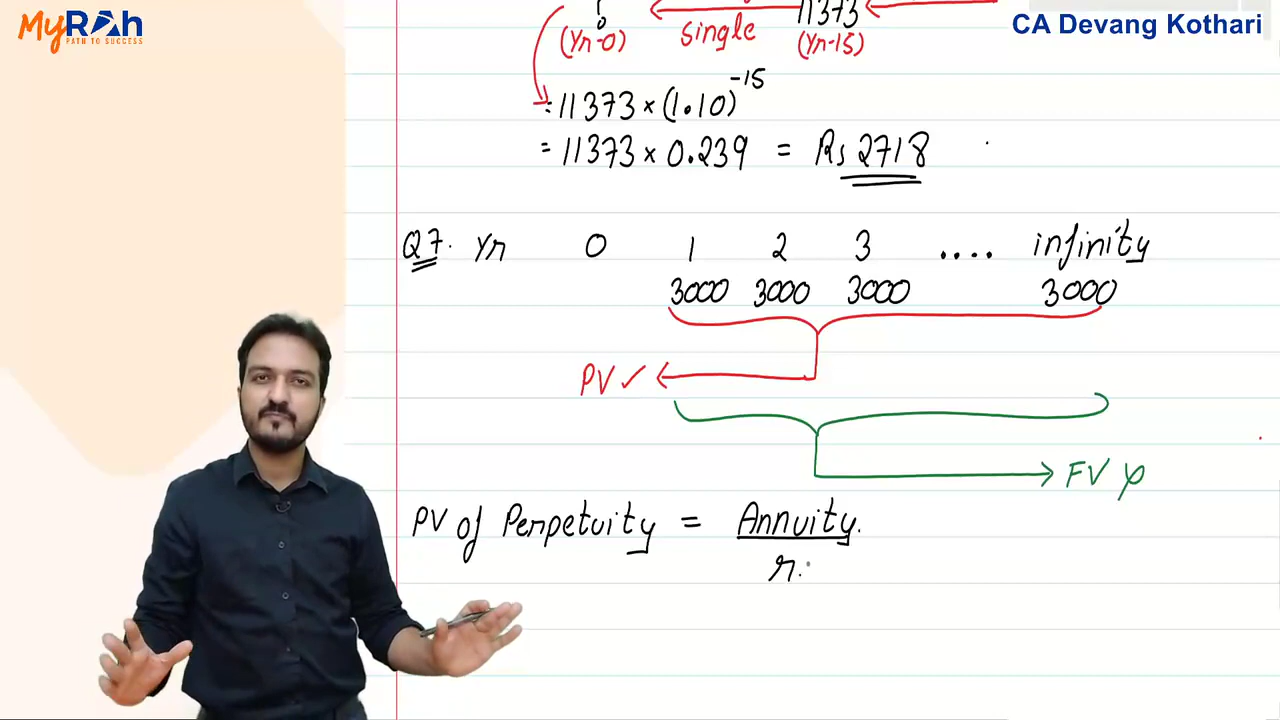 MyRAh
PATH TO SUCCESS
CA Devang Kothari
? 11373
(Yr-0) single (Yr-15)
= 11373 × (1.10)^-15
= 11373 × 0.239 = Rs 2718
Q7. Yr 0 1 2 3 .... infinity
3000 3000 3000 3000
PV ✓
FV
PV of Perpetuity = Annuity
r